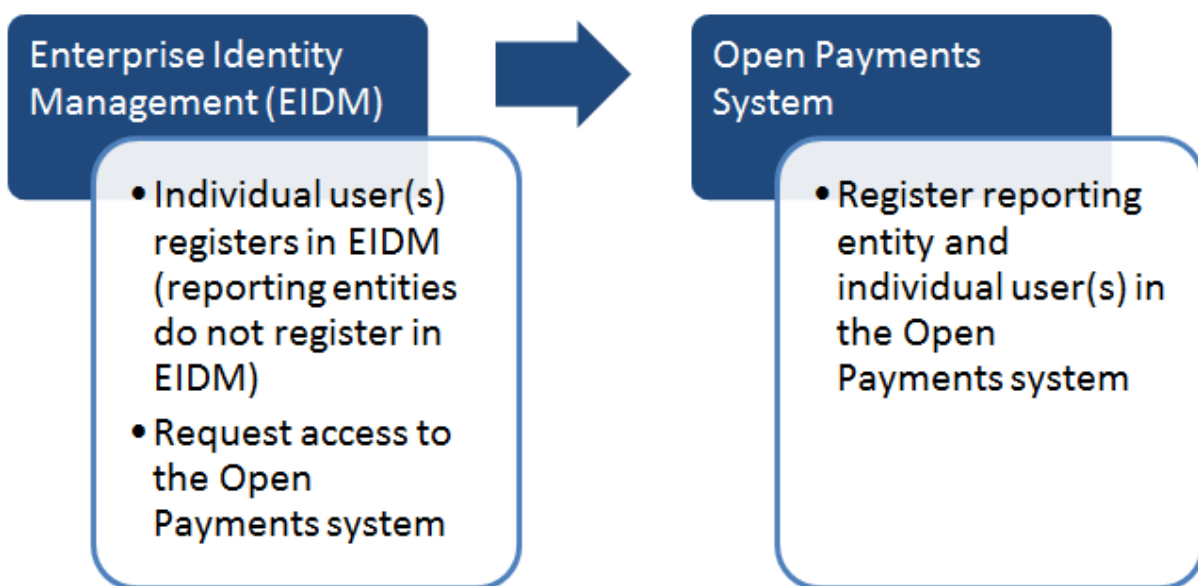 Enterprise Identity
Management (EIDM)
• Individual user(s)
registers in EIDM
(reporting entities
do not register in
EIDM)
• Request access to
the Open
Payments system
Open Payments
System
• Register reporting
entity and
individual user(s) in
the Open
Payments system